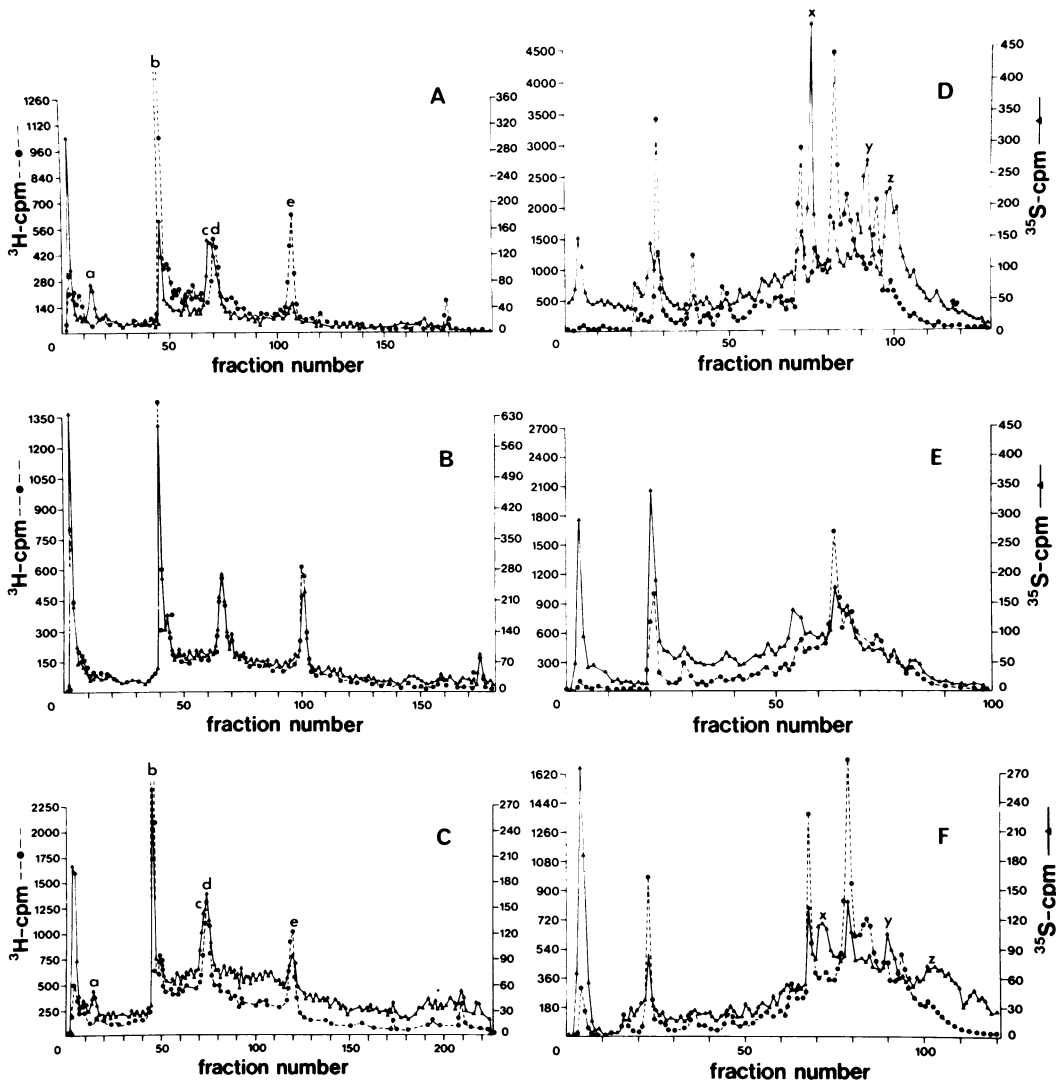 A
³H-cpm
1260
1120
960
840
700
560
420
280
140
a
b
c
d
e
360
320
280
240
200
160
120
80
40
0
0 50 100 150
fraction number
D
4500
4000
3500
3000
2500
2000
1500
1000
500
x
y
z
450
400
350
300
250
200
150
100
50
0
³⁵S-cpm
0 50 100
fraction number
B
³H-cpm
1350
1200
1050
900
750
600
450
300
150
630
560
490
420
350
280
210
140
70
0
0 50 100 150
fraction number
E
2700
2400
2100
1800
1500
1200
900
600
300
450
400
350
300
250
200
150
100
50
0
³⁵S-cpm
0 50 100
fraction number
C
³H-cpm
2250
2000
1750
1500
1250
1000
750
500
250
a
b
c
d
e
270
240
210
180
150
120
90
60
30
0
0 50 100 150 200
fraction number
F
1620
1440
1260
1080
900
720
540
360
180
x
y
z
270
240
210
180
150
120
90
60
30
0
³⁵S-cpm
0 50 100
fraction number